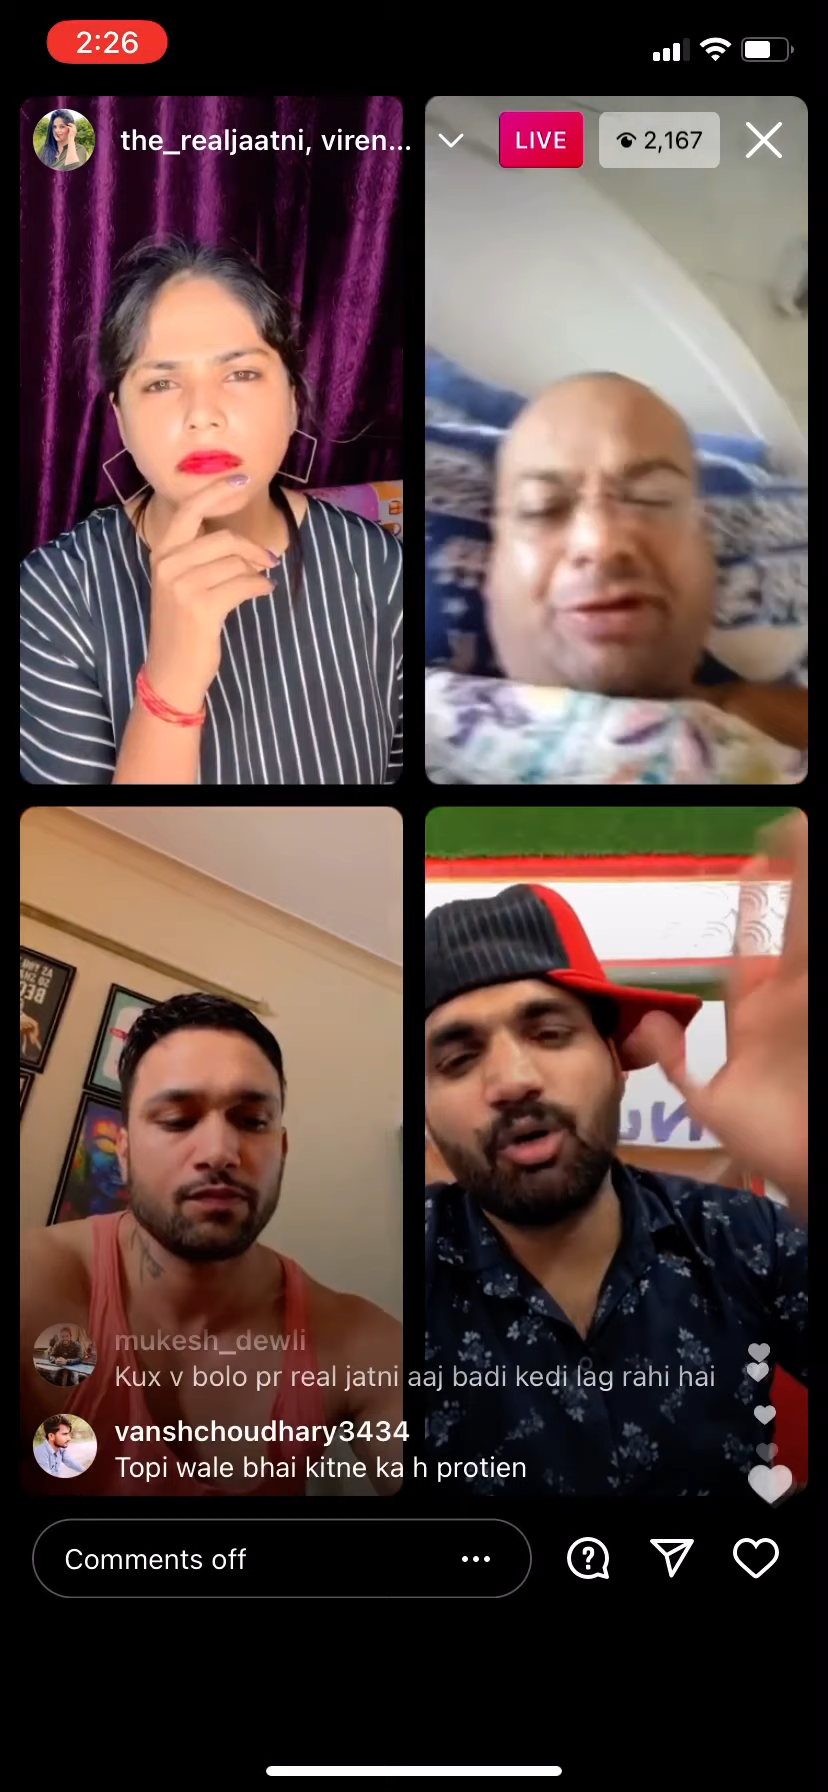 2:26
the_realjaatni, viren...
LIVE
2,167
mukesh_dewli
Kux v bolo pr real jatni aaj badi kedi lag rahi hai
vanshchoudhary3434
Topi wale bhai kitne ka h protien
Comments off